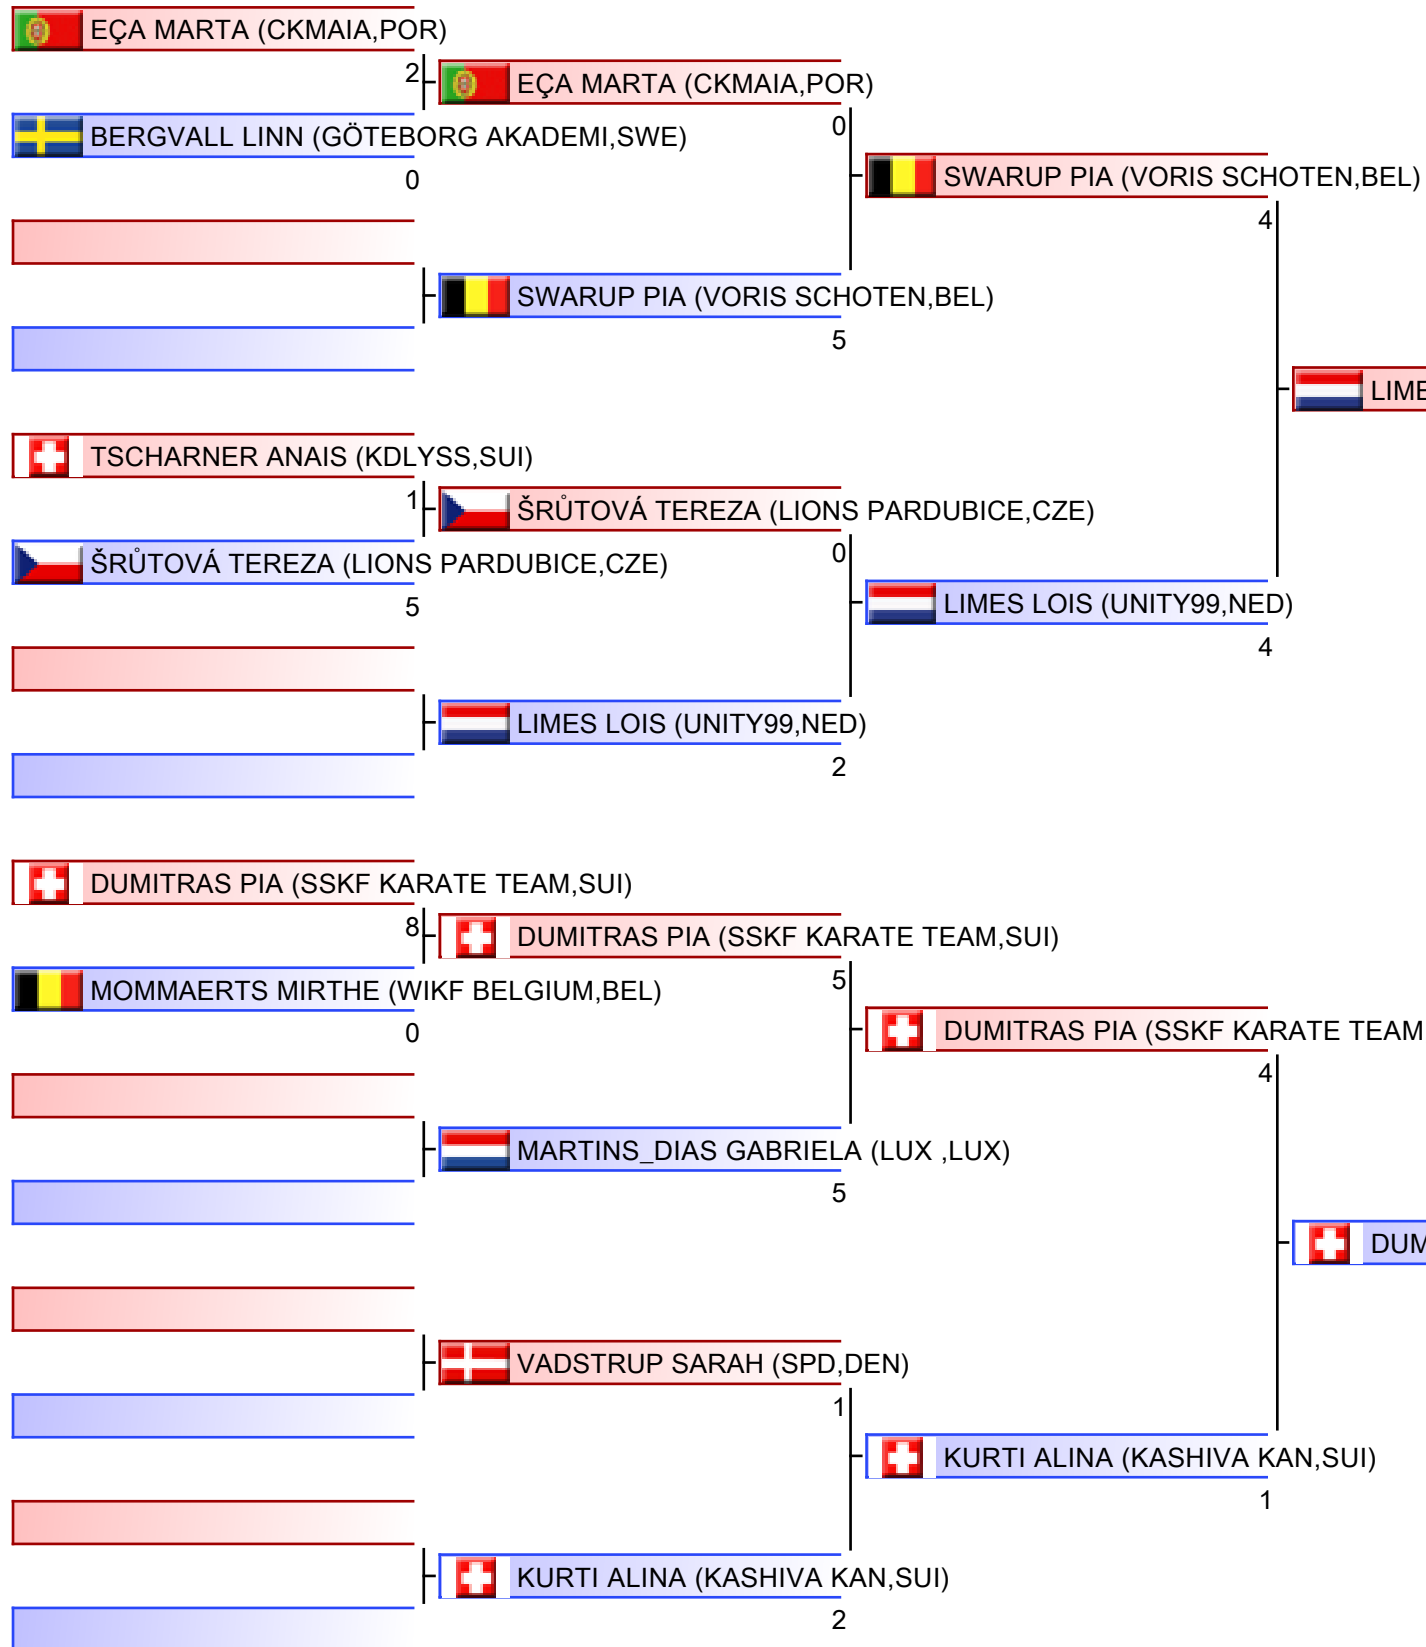 EÇA MARTA (CKMAIA,POR)
2
EÇA MARTA (CKMAIA,POR)
0
BERGVALL LINN (GÖTEBORG AKADEMI,SWE)
0
SWARUP PIA (VORIS SCHOTEN,BEL)
4
SWARUP PIA (VORIS SCHOTEN,BEL)
5
LIME
TSCHARNER ANAIS (KDLYSS,SUI)
1
ŠRŮTOVÁ TEREZA (LIONS PARDUBICE,CZE)
0
ŠRŮTOVÁ TEREZA (LIONS PARDUBICE,CZE)
5
LIMES LOIS (UNITY99,NED)
4
LIMES LOIS (UNITY99,NED)
2
DUMITRAS PIA (SSKF KARATE TEAM,SUI)
8
DUMITRAS PIA (SSKF KARATE TEAM,SUI)
5
MOMMAERTS MIRTHE (WIKF BELGIUM,BEL)
0
DUMITRAS PIA (SSKF KARATE TEAM
4
MARTINS_DIAS GABRIELA (LUX ,LUX)
5
DUM
VADSTRUP SARAH (SPD,DEN)
1
KURTI ALINA (KASHIVA KAN,SUI)
1
KURTI ALINA (KASHIVA KAN,SUI)
2